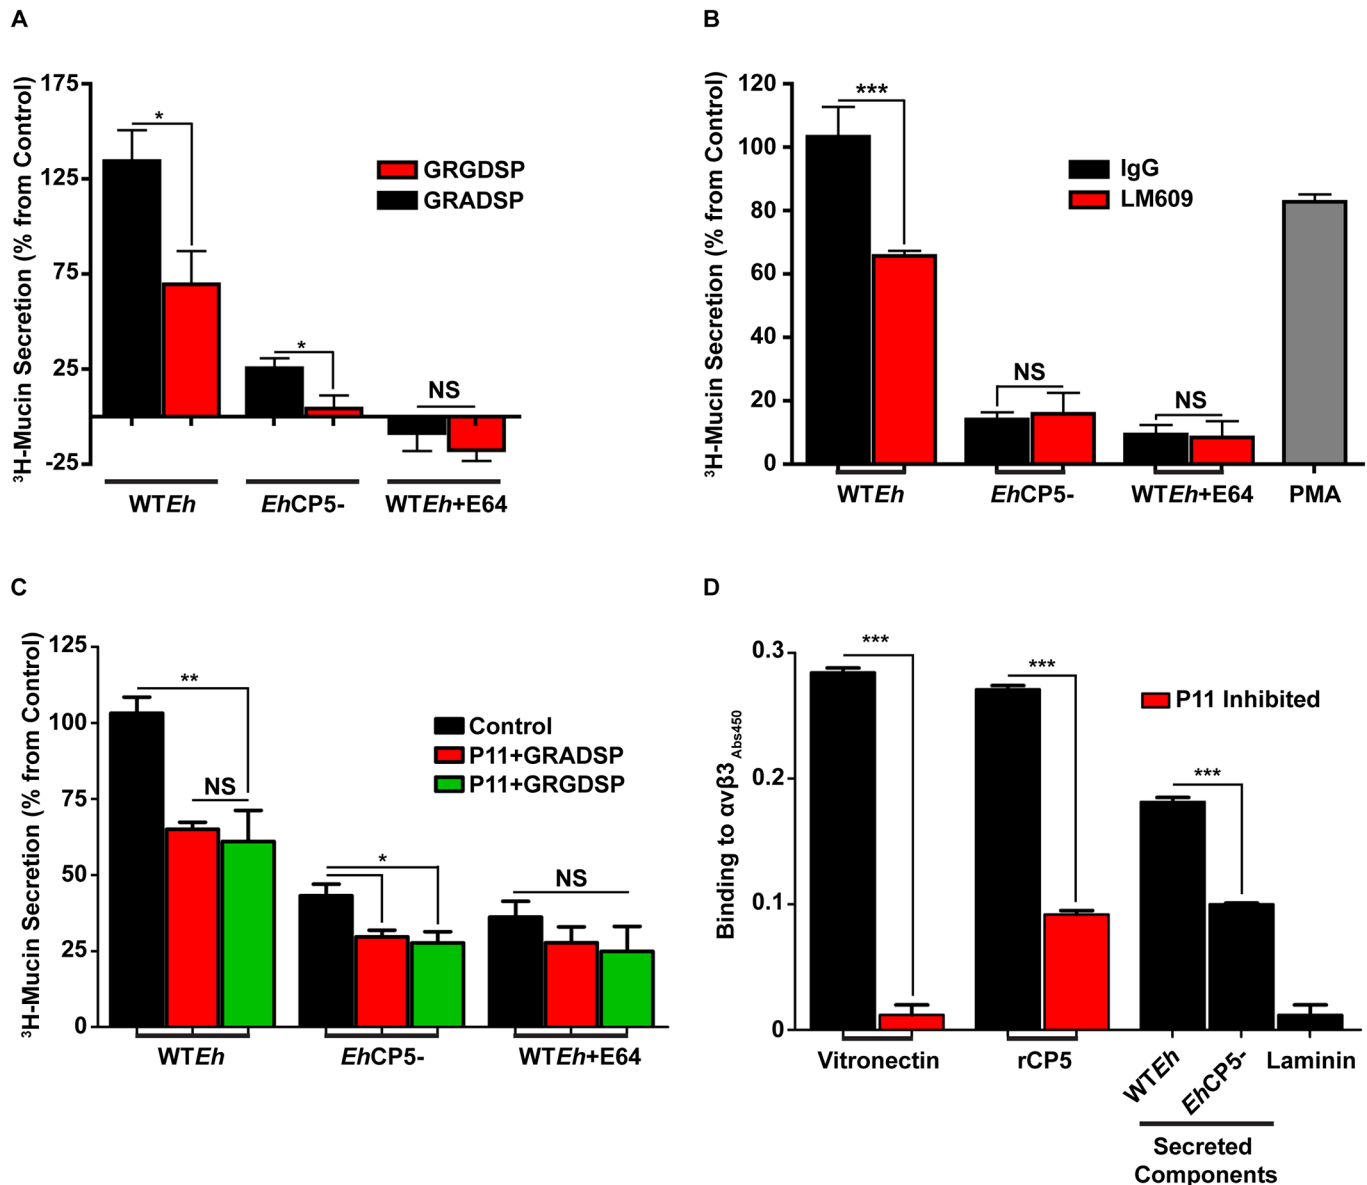 A
³H-Mucin Secretion (% from Control)
175
125
75
25
-25
*
*
NS
GRGDSP
GRADSP
WTEh
EhCP5-
WTEh+E64
B
³H-Mucin Secretion (% from Control)
120
100
80
60
40
20
0
***
NS
NS
IgG
LM609
WTEh
EhCP5-
WTEh+E64
PMA
C
³H-Mucin Secretion (% from Control)
125
100
75
50
25
0
**
NS
*
NS
Control
P11+GRADSP
P11+GRGDSP
WTEh
EhCP5-
WTEh+E64
D
Binding to αvβ3 Abs450
0.3
0.2
0.1
0
***
***
***
P11 Inhibited
Vitronectin
rCP5
WTEh
EhCP5-
Laminin
Secreted
Components